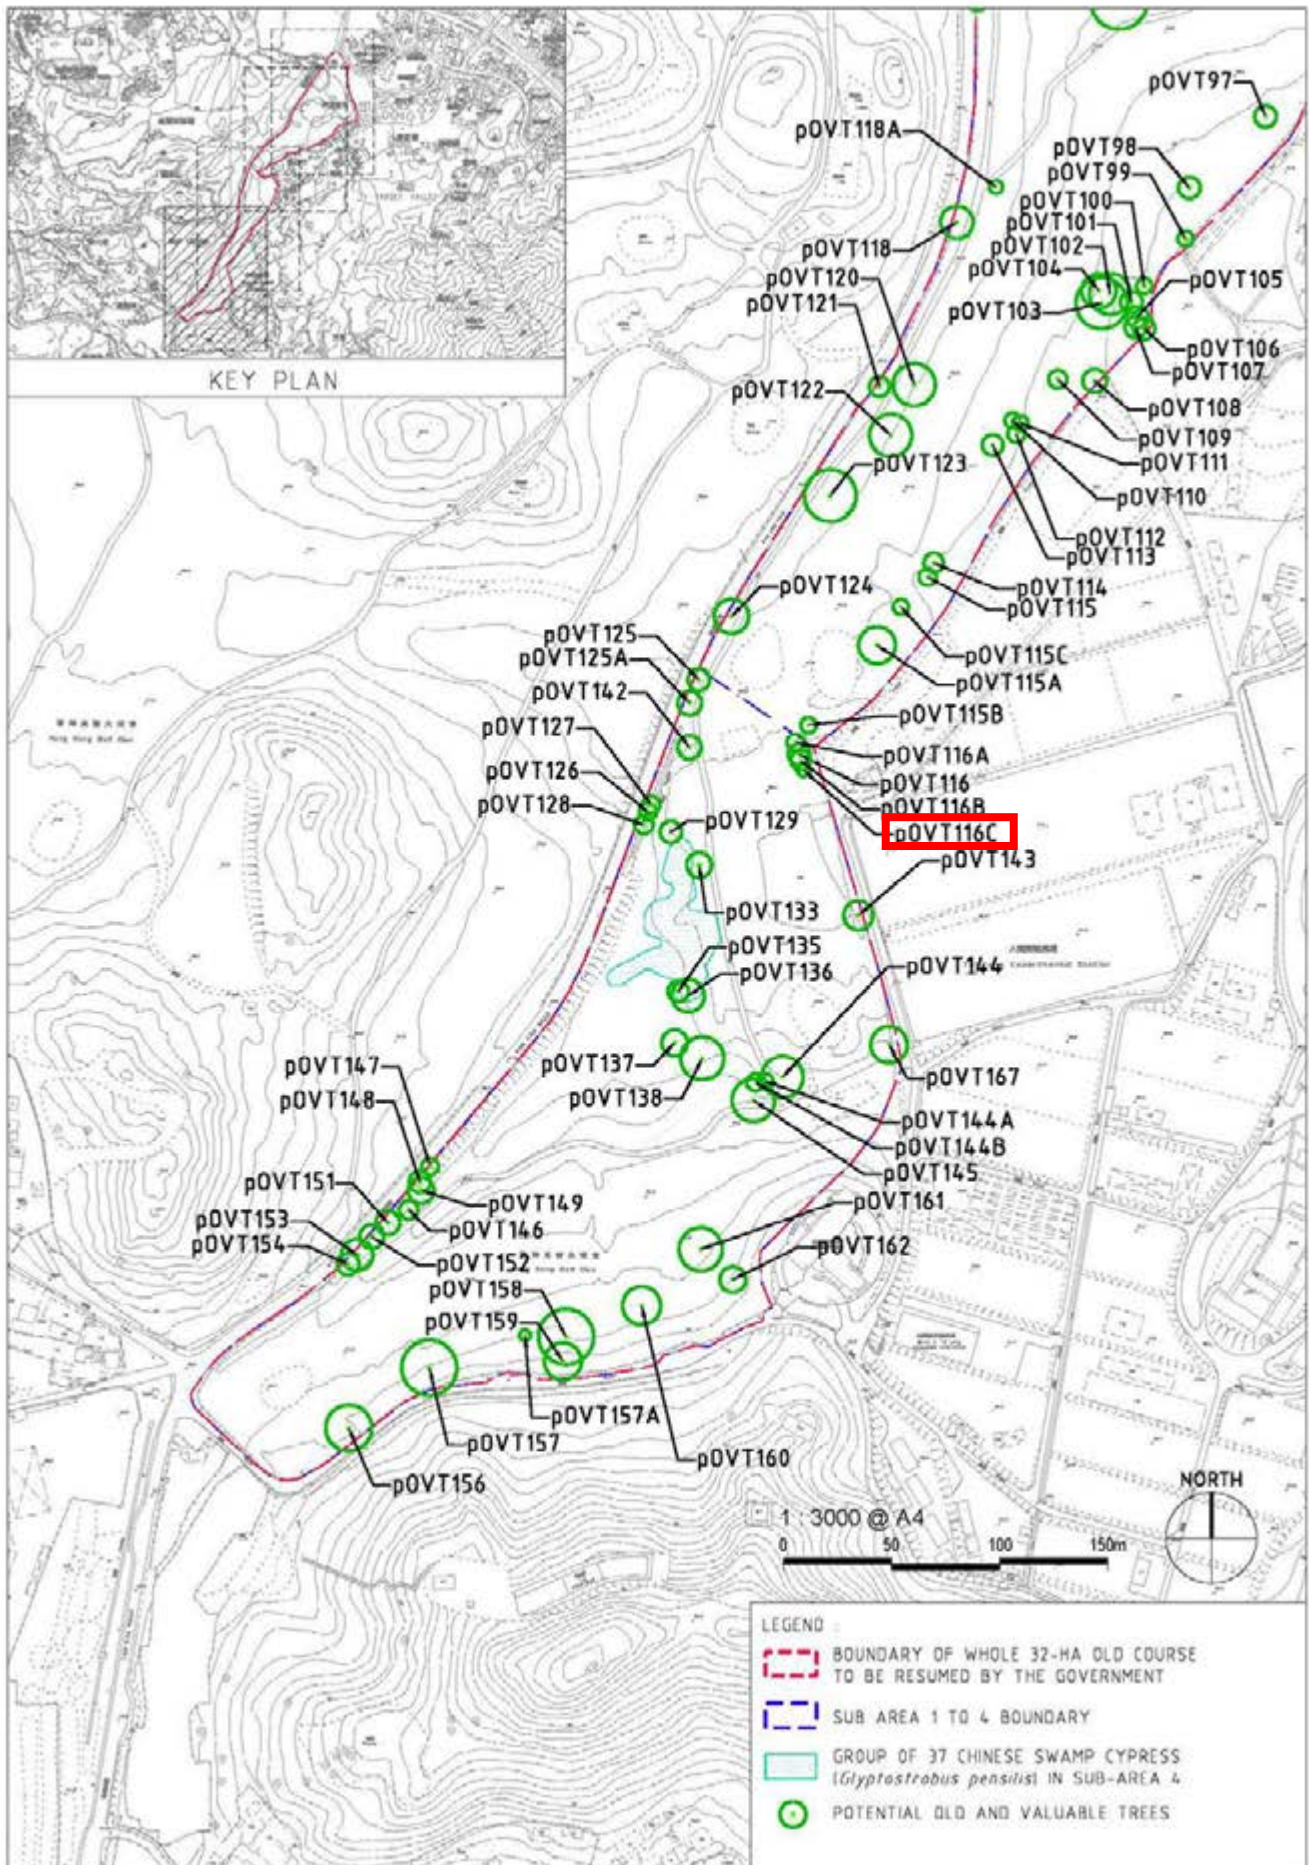 KEY PLAN
pOVT97
pOVT118A
pOVT98
pOVT99
pOVT100
pOVT101
pOVT102
pOVT104
pOVT105
pOVT103
pOVT106
pOVT107
pOVT108
pOVT109
pOVT111
pOVT110
pOVT112
pOVT113
pOVT118
pOVT120
pOVT121
pOVT122
pOVT123
pOVT114
pOVT115
pOVT124
pOVT115C
pOVT115A
pOVT125
pOVT125A
pOVT142
pOVT115B
pOVT127
pOVT116A
pOVT126
pOVT116
pOVT128
pOVT116B
pOVT129
pOVT116C
pOVT143
pOVT133
pOVT135
pOVT136
pOVT144
pOVT137
pOVT138
pOVT167
pOVT147
pOVT148
pOVT144A
pOVT144B
pOVT145
pOVT151
pOVT149
pOVT161
pOVT153
pOVT146
pOVT154
pOVT152
pOVT162
pOVT158
pOVT159
pOVT157A
pOVT157
pOVT160
pOVT156
NORTH
1 : 3000 @ A4
0 50 100 150m
LEGEND :
BOUNDARY OF WHOLE 32-HA OLD COURSE
TO BE RESUMED BY THE GOVERNMENT
SUB AREA 1 TO 4 BOUNDARY
GROUP OF 37 CHINESE SWAMP CYPRESS
(Glyptostrobus pensilis) IN SUB-AREA 4
POTENTIAL OLD AND VALUABLE TREES